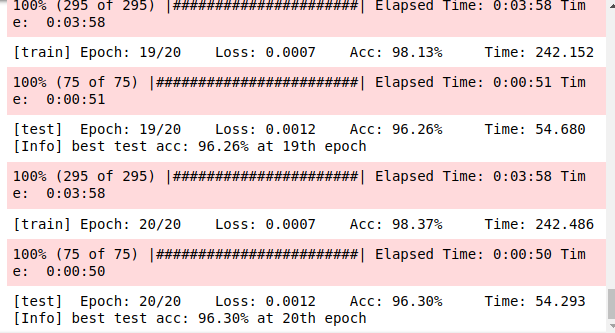 100% (295 of 295) |######################| Elapsed Time: 0:03:58 Tim
e:  0:03:58
[train] Epoch: 19/20    Loss: 0.0007    Acc: 98.13%     Time: 242.152
100% (75 of 75) |########################| Elapsed Time: 0:00:51 Tim
e:  0:00:51
[test]  Epoch: 19/20    Loss: 0.0012    Acc: 96.26%     Time: 54.680
[Info] best test acc: 96.26% at 19th epoch
100% (295 of 295) |######################| Elapsed Time: 0:03:58 Tim
e:  0:03:58
[train] Epoch: 20/20    Loss: 0.0007    Acc: 98.37%     Time: 242.486
100% (75 of 75) |########################| Elapsed Time: 0:00:50 Tim
e:  0:00:50
[test]  Epoch: 20/20    Loss: 0.0012    Acc: 96.30%     Time: 54.293
[Info] best test acc: 96.30% at 20th epoch